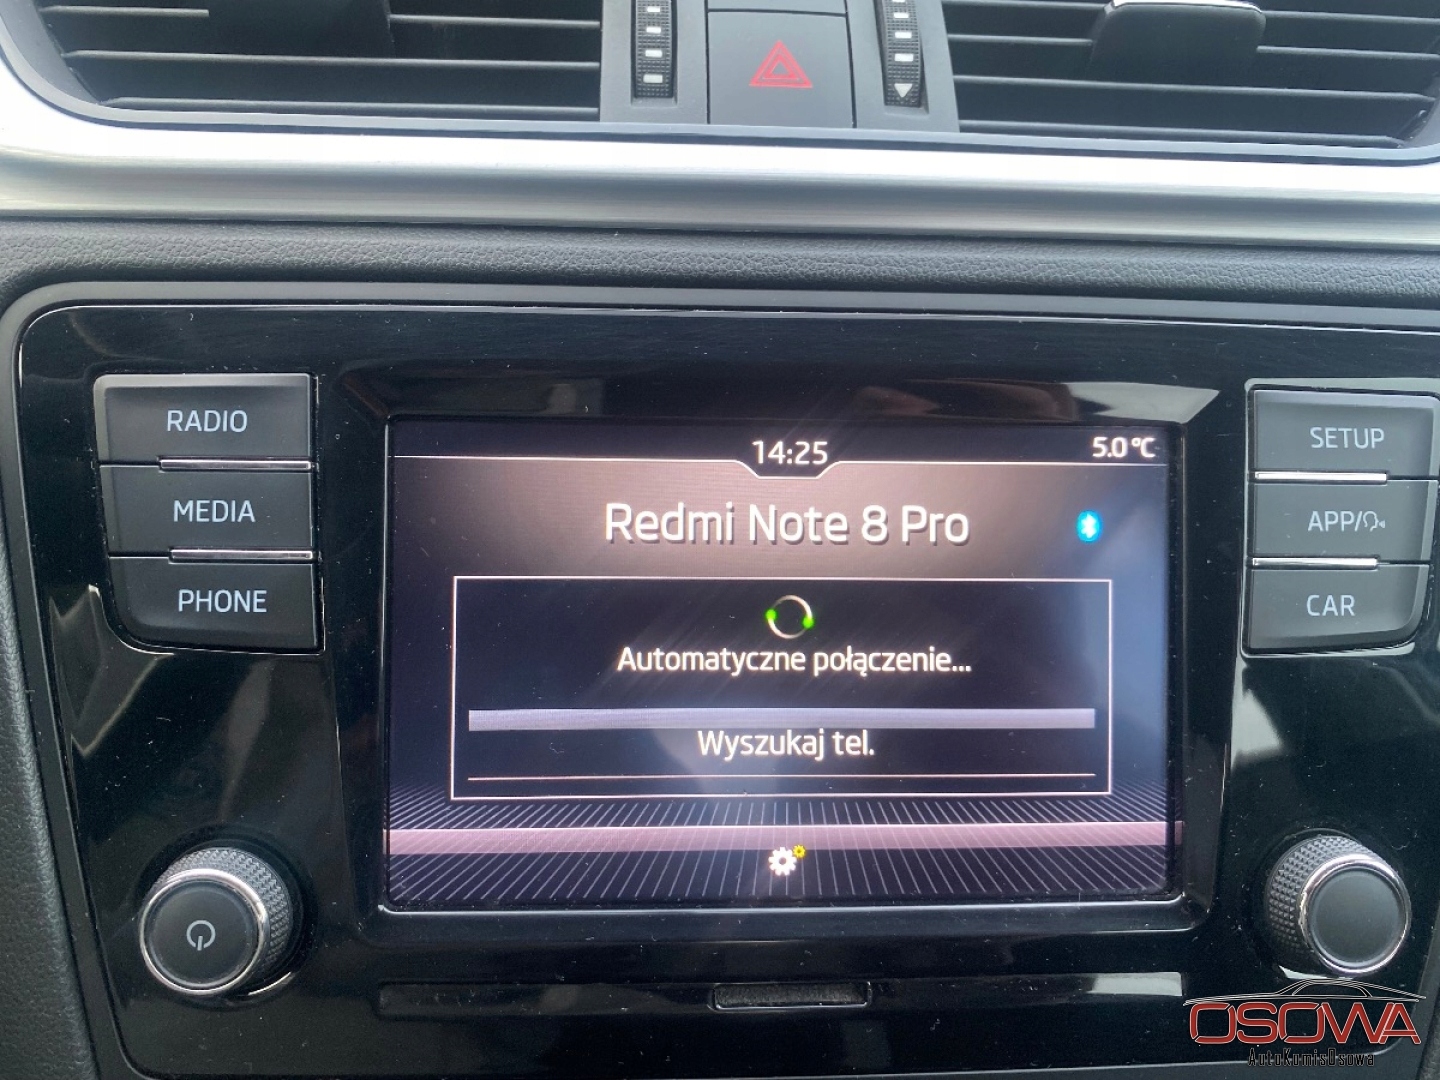 RADIO
MEDIA
PHONE
14:25
5.0 °C
Redmi Note 8 Pro
Automatyczne połączenie...
Wyszukaj tel.
SETUP
APP/
CAR
OSOWA
AutoKomisOsowa